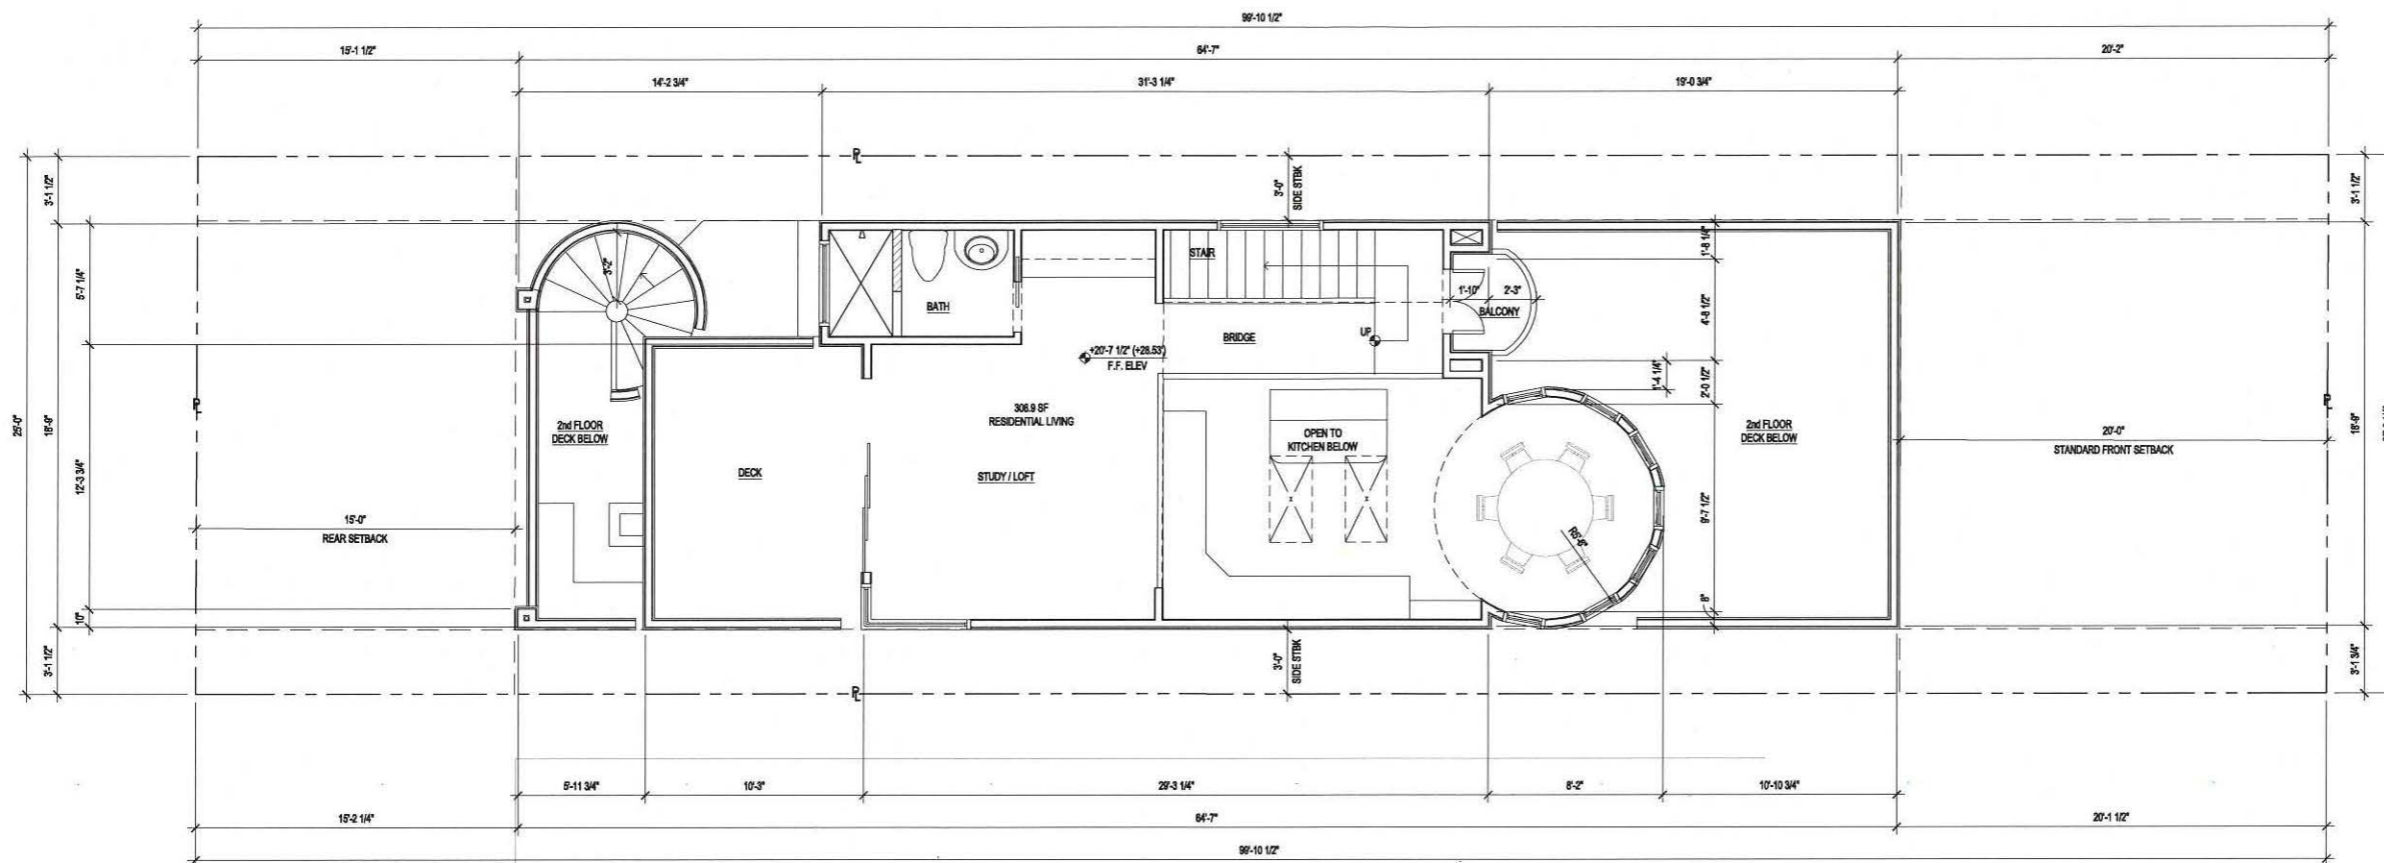 99'-10 1/2"
15'-1 1/2"
64'-7"
20'-2"
14'-2 3/4"
31'-3 1/4"
19'-0 3/4"
25'-0"
3'-1 1/2"
18'-9"
3'-1 1/2"
5'-7 1/4"
12'-3 3/4"
10"
PL
PL
PL
PL
3'-0"
SIDE STBK
3'-2"
BATH
STAIR
BRIDGE
UP
+20'-7 1/2" (+28.53')
F.F. ELEV
1'-10"
2'-3"
BALCONY
1'-8 1/4"
4'-8 1/2"
1'-4 1/4"
2'-0 1/2"
9'-7 1/2"
8"
306.9 SF
RESIDENTIAL LIVING
2nd FLOOR
DECK BELOW
DECK
STUDY / LOFT
OPEN TO
KITCHEN BELOW
R5'-6"
2nd FLOOR
DECK BELOW
20'-0"
STANDARD FRONT SETBACK
15'-0"
REAR SETBACK
3'-0"
SIDE STBK
3'-1 1/2"
18'-9"
3'-1 3/4"
5'-11 3/4"
10'-3"
29'-3 1/4"
8'-2"
10'-10 3/4"
15'-2 1/4"
64'-7"
20'-1 1/2"
99'-10 1/2"